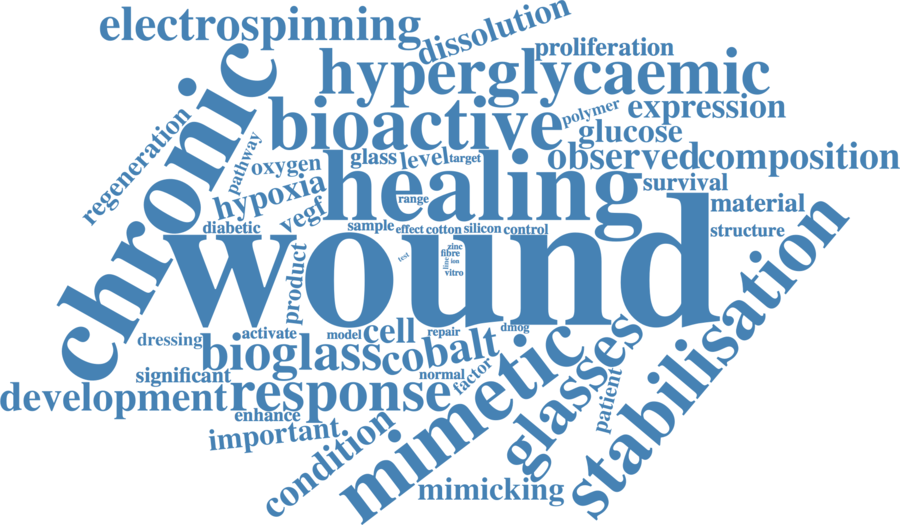 electrospinning
dissolution
proliferation
hyperglycaemic
chronic
bioactive
polymer
expression
glucose
regeneration
pathway
oxygen
glass
level
target
observed
composition
hypoxia
healing
survival
range
vegf
material
diabetic
sample
effect
cotton
silicon
control
structure
wound
zinc
fibre
test
line
ion
vitro
product
stabilisation
dressing
activate
model
cell
repair
dmog
bioglass
cobalt
mimetic
glasses
significant
normal
factor
patient
development
response
enhance
important
condition
mimicking